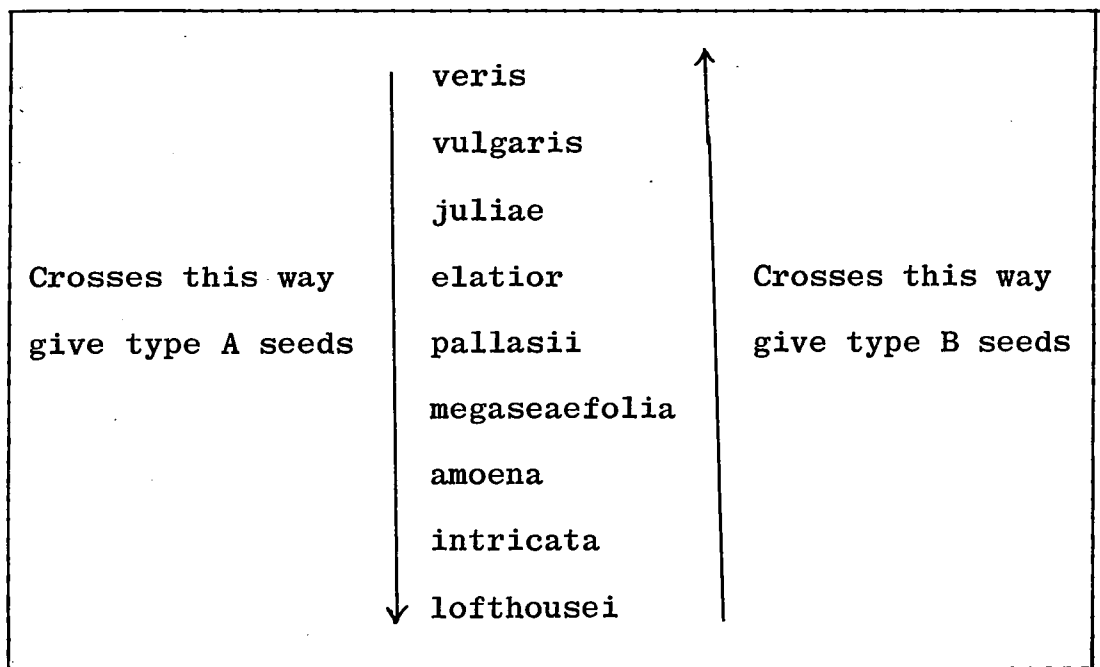 veris
vulgaris
juliae
Crosses this way elatior Crosses this way
give type A seeds pallasii give type B seeds
megaseaefolia
amoena
intricata
lofthousei